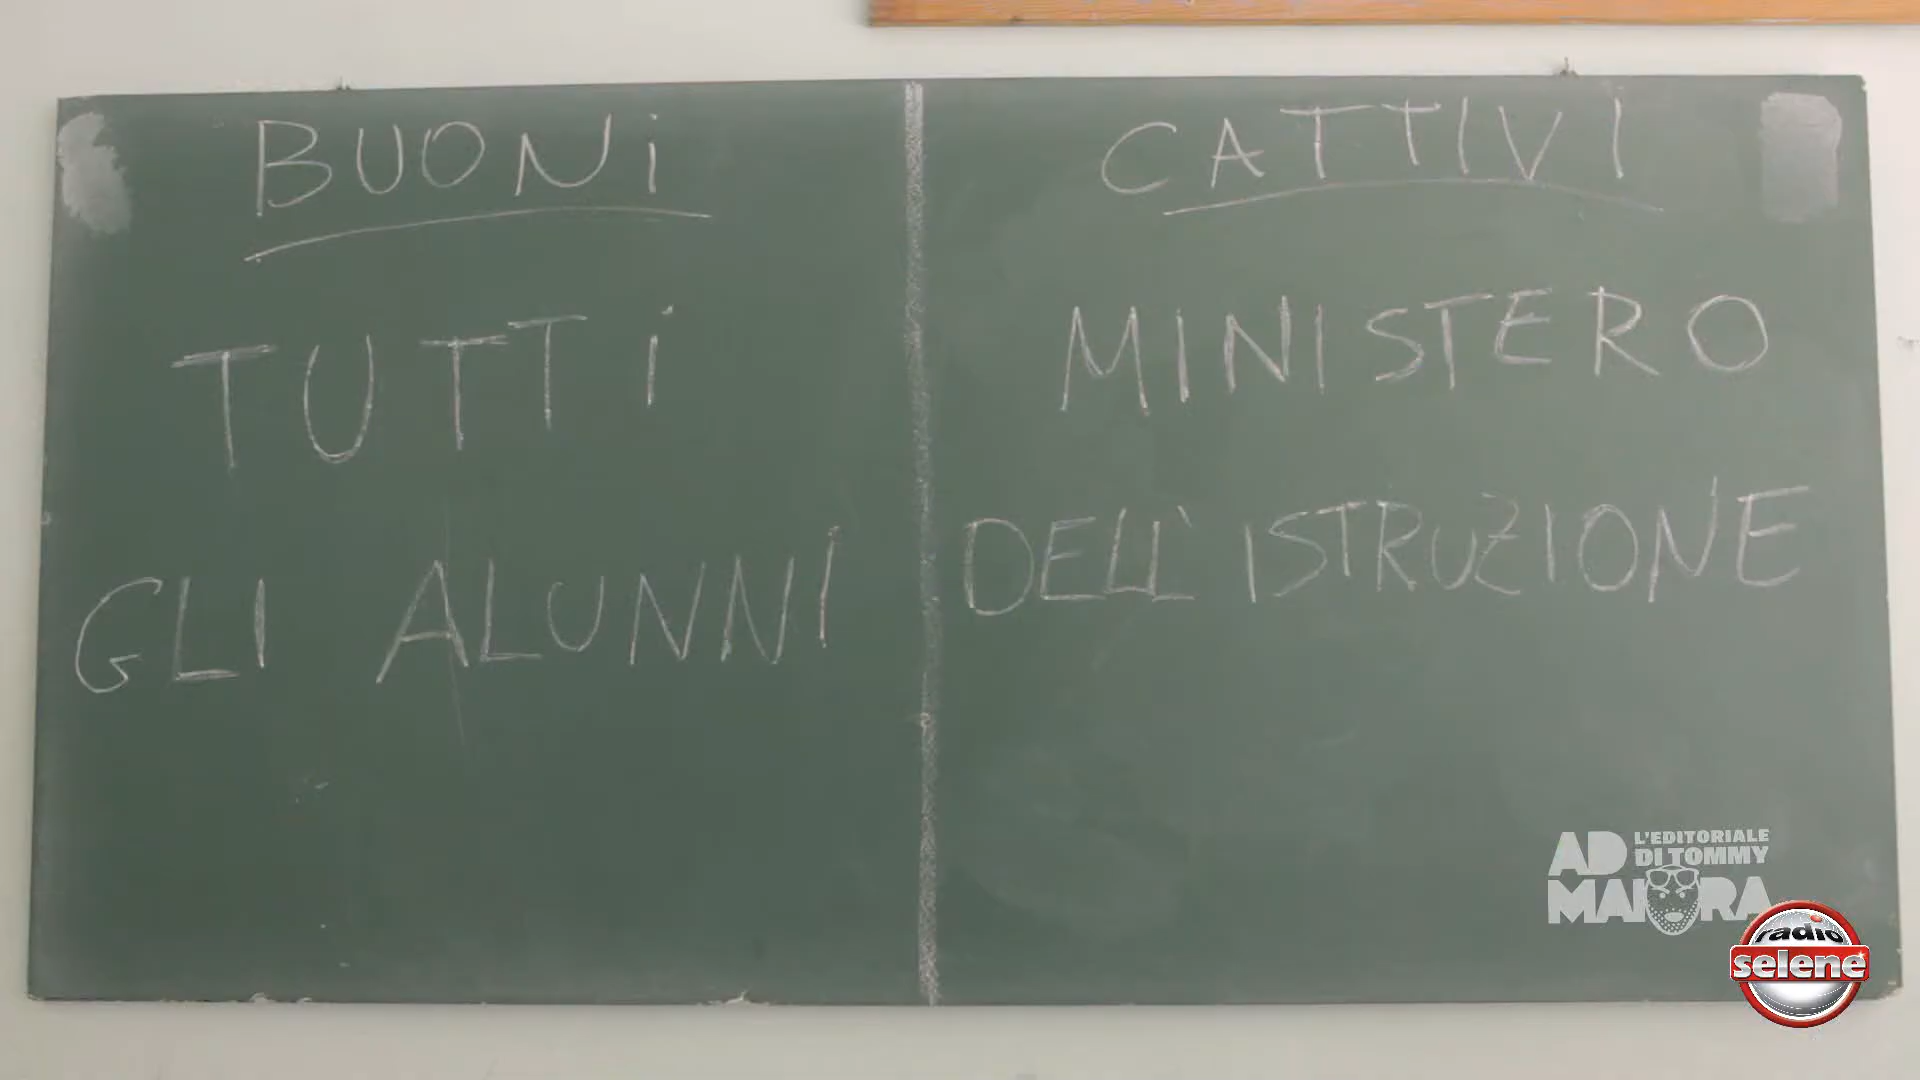 BUONi
TUTTi
GLI ALUNNI
CATTIVI
MINISTERO
DELL' ISTRUZIONE
AD MAIORA
L'EDITORIALE
DI TOMMY
radio
selene